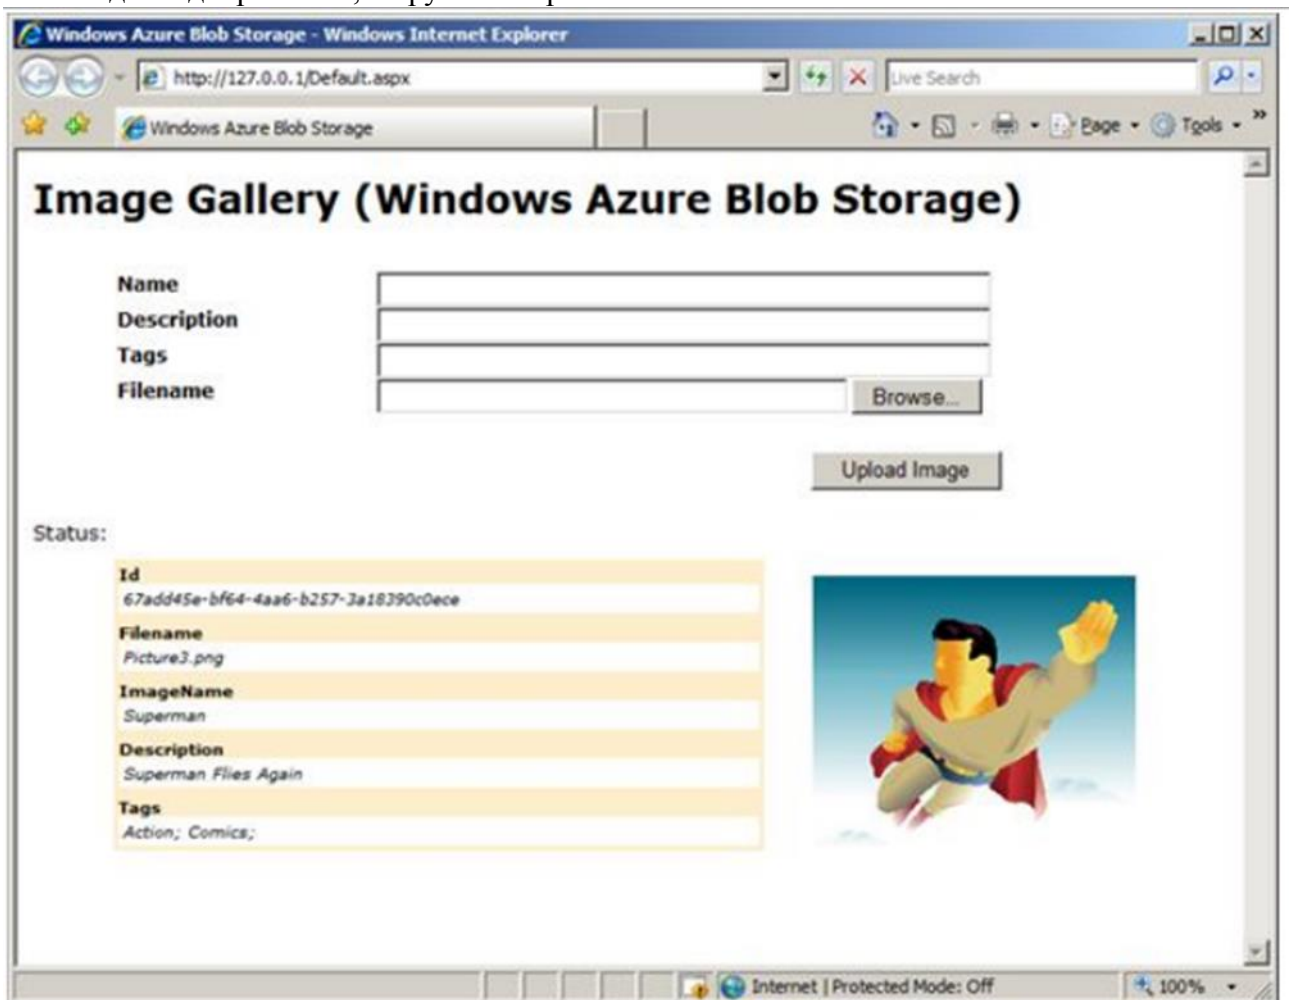 Windows Azure Blob Storage - Windows Internet Explorer
http://127.0.0.1/Default.aspx
Live Search
Windows Azure Blob Storage
Page
Tools
Image Gallery (Windows Azure Blob Storage)
Name
Description
Tags
Filename
Browse...
Upload Image
Status:
Id
67add45e-bf64-4aa6-b257-3a18390c0ece
Filename
Picture3.png
ImageName
Superman
Description
Superman Flies Again
Tags
Action; Comics;
Internet | Protected Mode: Off
100%